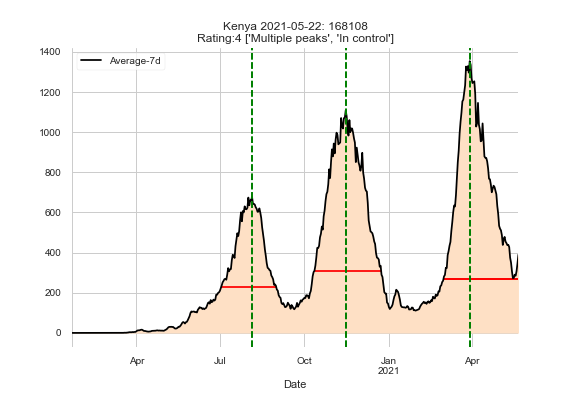 Kenya 2021-05-22: 168108
Rating:4 ['Multiple peaks', 'In control']
1400
Average-7d
1200
1000
800
600
400
200
0
Apr Jul Oct Jan Apr
2021
Date